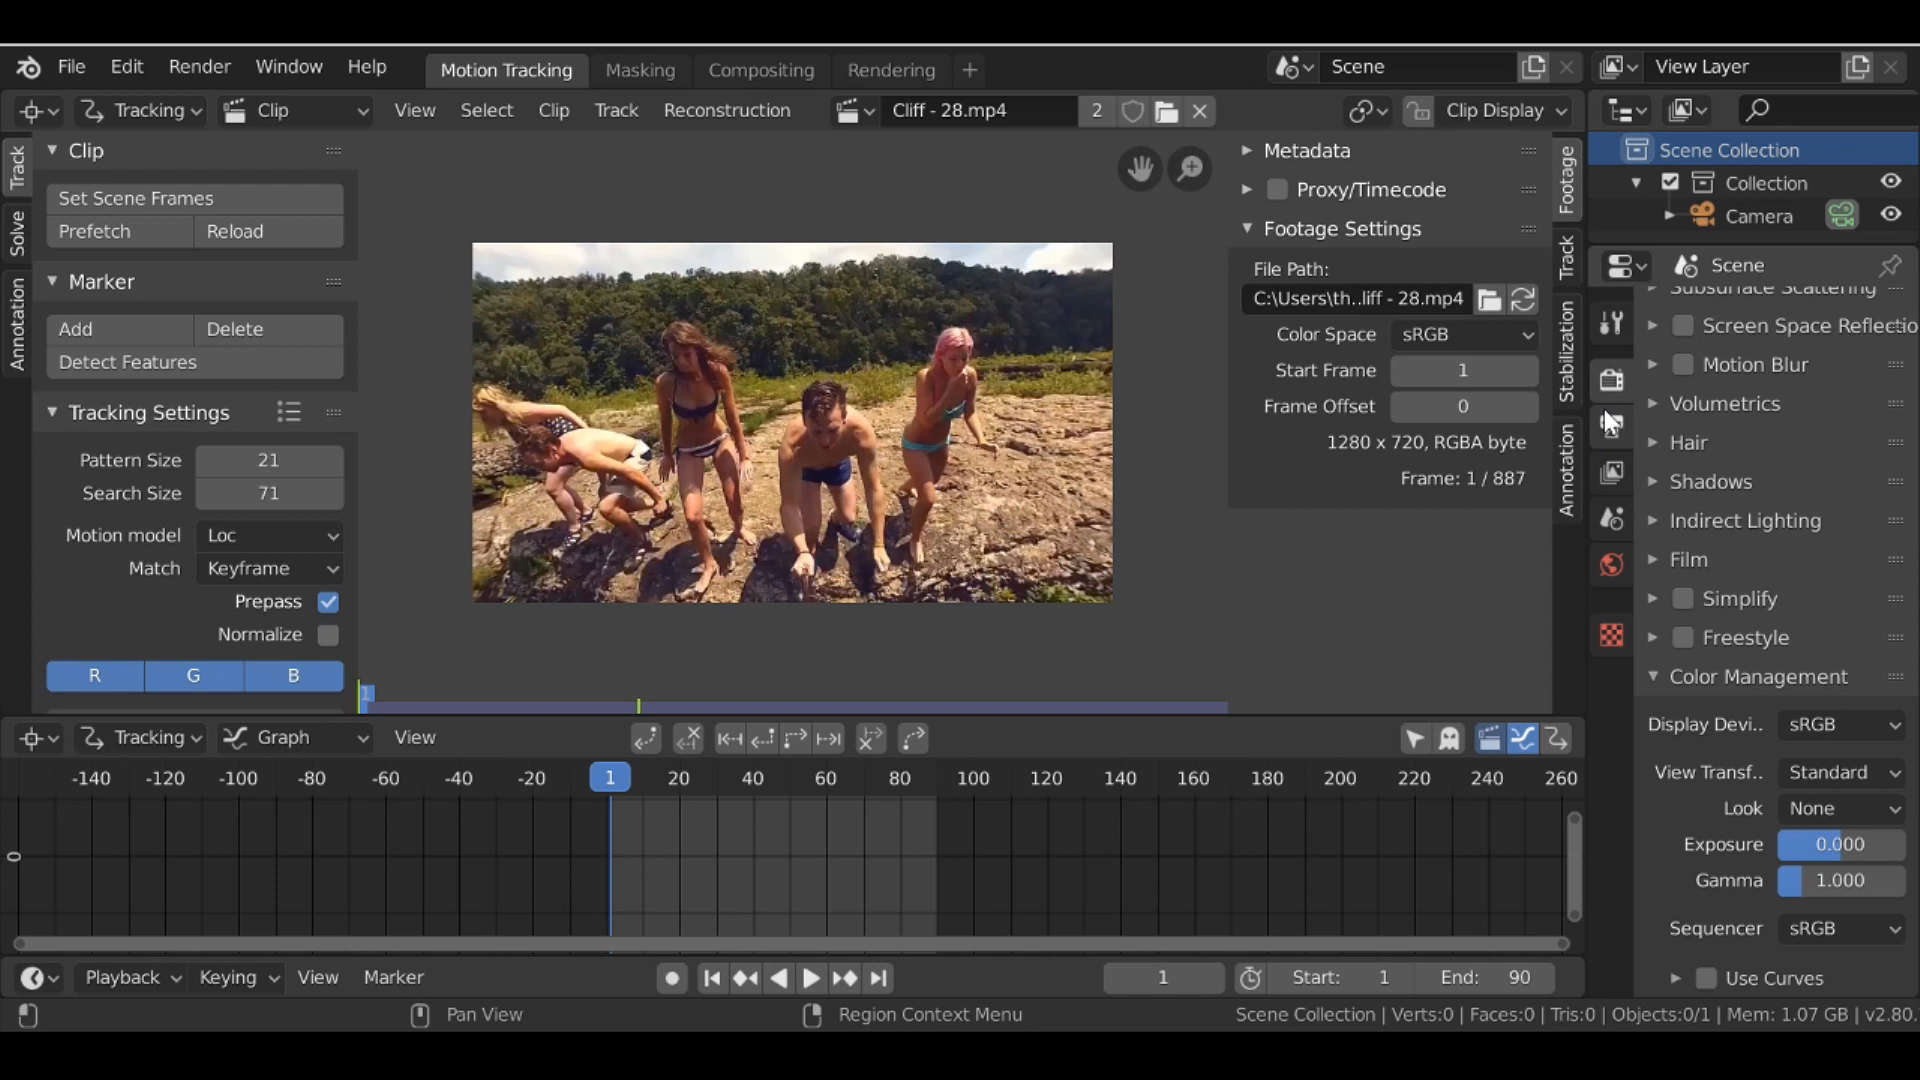 File Edit Render Window Help Motion Tracking Masking Compositing Rendering + Scene View Layer
Tracking Clip View Select Clip Track Reconstruction Cliff - 28.mp4 2 Clip Display
Track
Solve
Annotation
Clip
Set Scene Frames
Prefetch Reload
Marker
Add Delete
Detect Features
Tracking Settings
Pattern Size 21
Search Size 71
Motion model Loc
Match Keyframe
Prepass
Normalize
R G B
Metadata
Proxy/Timecode
Footage Settings
File Path:
C:\Users\th..liff - 28.mp4
Color Space sRGB
Start Frame 1
Frame Offset 0
1280 x 720, RGBA byte
Frame: 1 / 887
Footage
Track
Stabilization
Annotation
Scene Collection
Collection
Camera
Scene
Subsurface Scattering
Screen Space Reflectio
Motion Blur
Volumetrics
Hair
Shadows
Indirect Lighting
Film
Simplify
Freestyle
Color Management
Display Devi.. sRGB
View Transf.. Standard
Look None
Exposure 0.000
Gamma 1.000
Sequencer sRGB
Use Curves
1
Tracking Graph View
-140 -120 -100 -80 -60 -40 -20 1 20 40 60 80 100 120 140 160 180 200 220 240 260
0
Playback Keying View Marker 1 Start: 1 End: 90
Pan View Region Context Menu Scene Collection | Verts:0 | Faces:0 | Tris:0 | Objects:0/1 | Mem: 1.07 GB | v2.80.